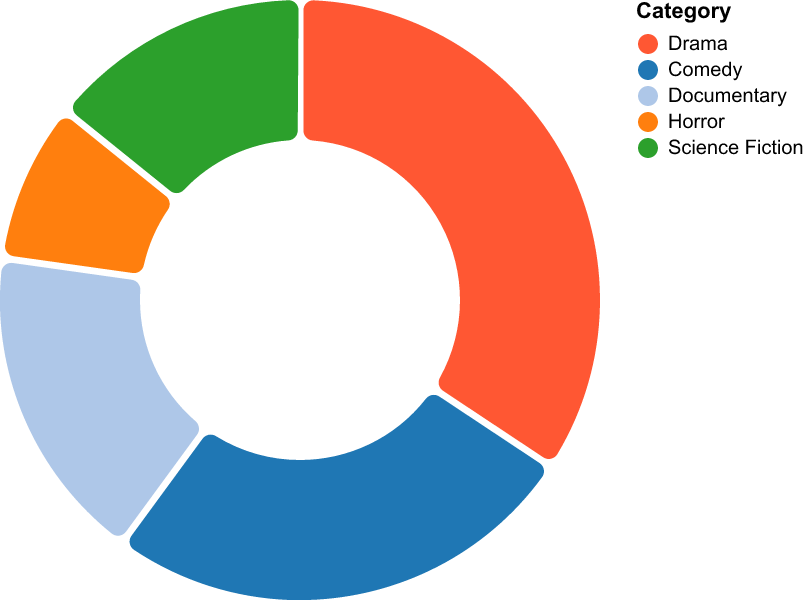 Category
Drama
Comedy
Documentary
Horror
Science Fiction